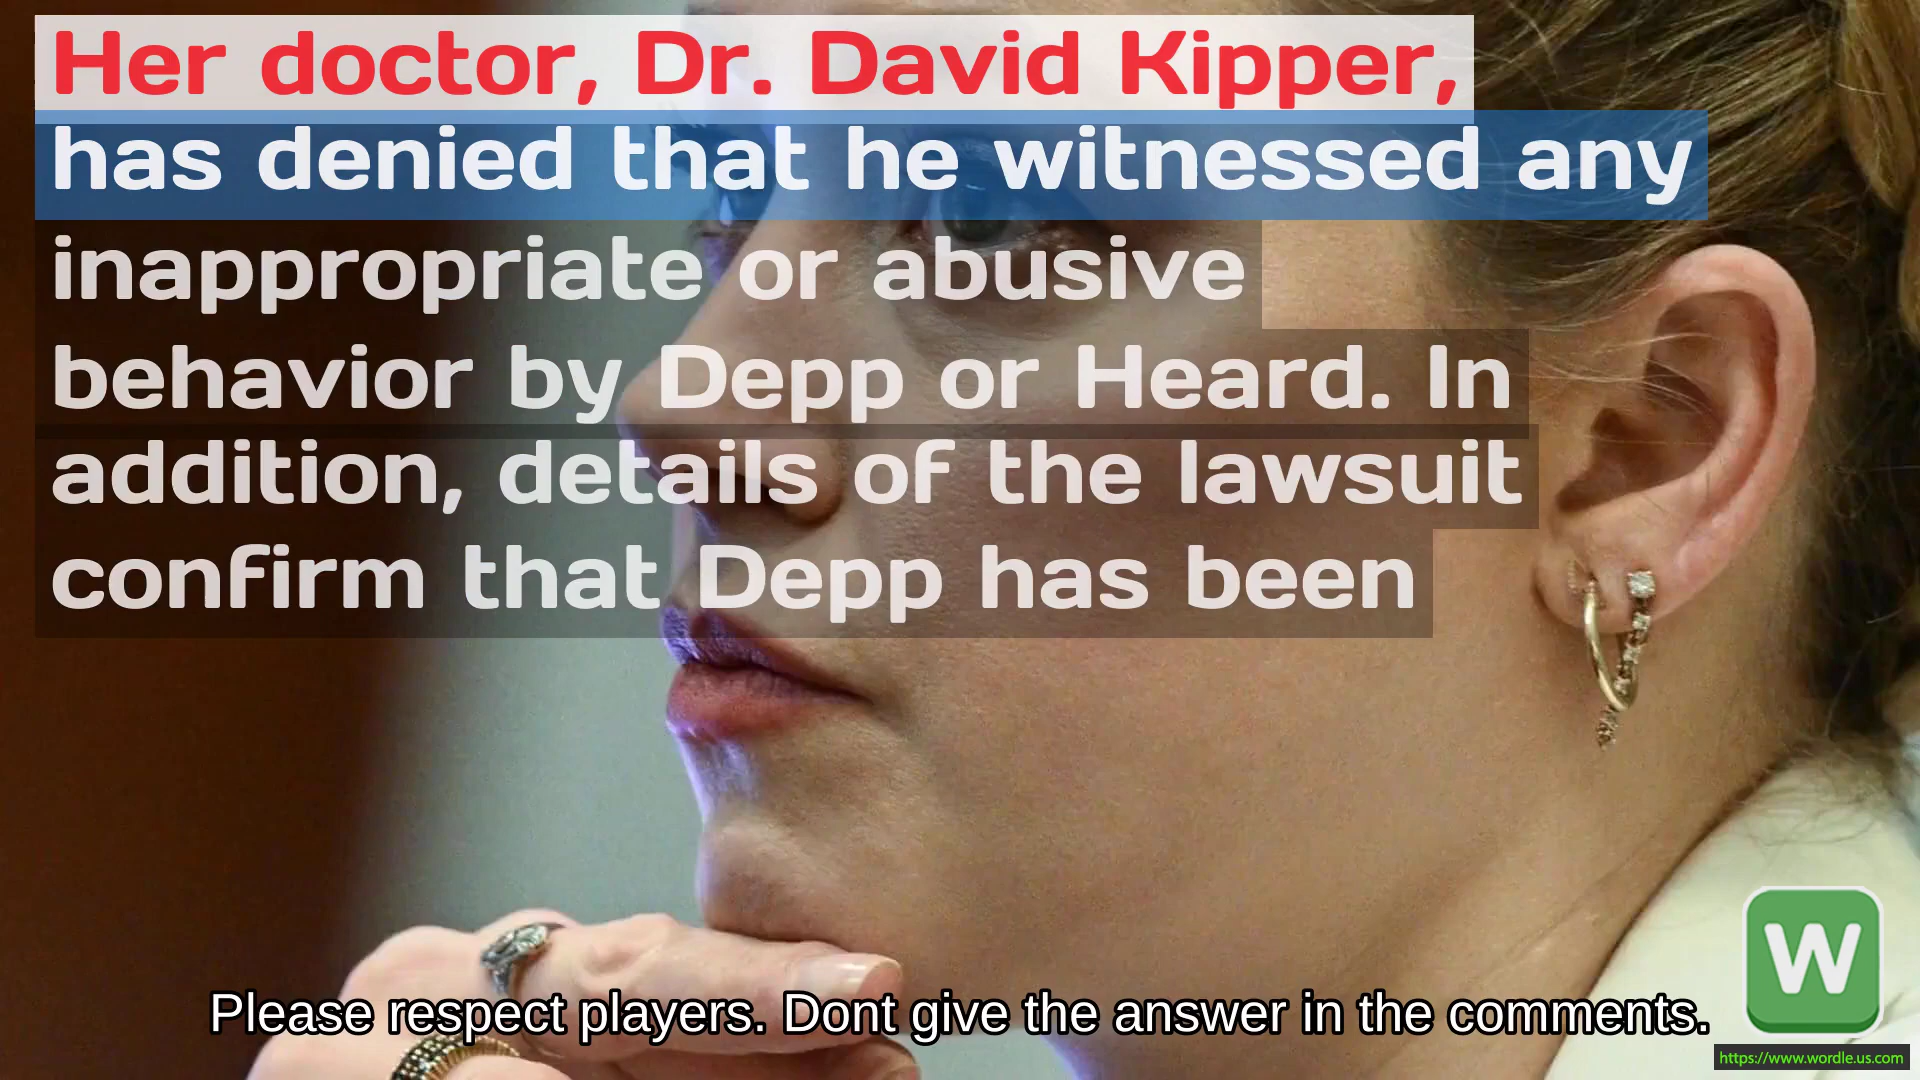 Her doctor, Dr. David Kipper,
has denied that he witnessed any
inappropriate or abusive
behavior by Depp or Heard. In
addition, details of the lawsuit
confirm that Depp has been
Please respect players. Dont give the answer in the comments.
W
https://www.wordle.us.com